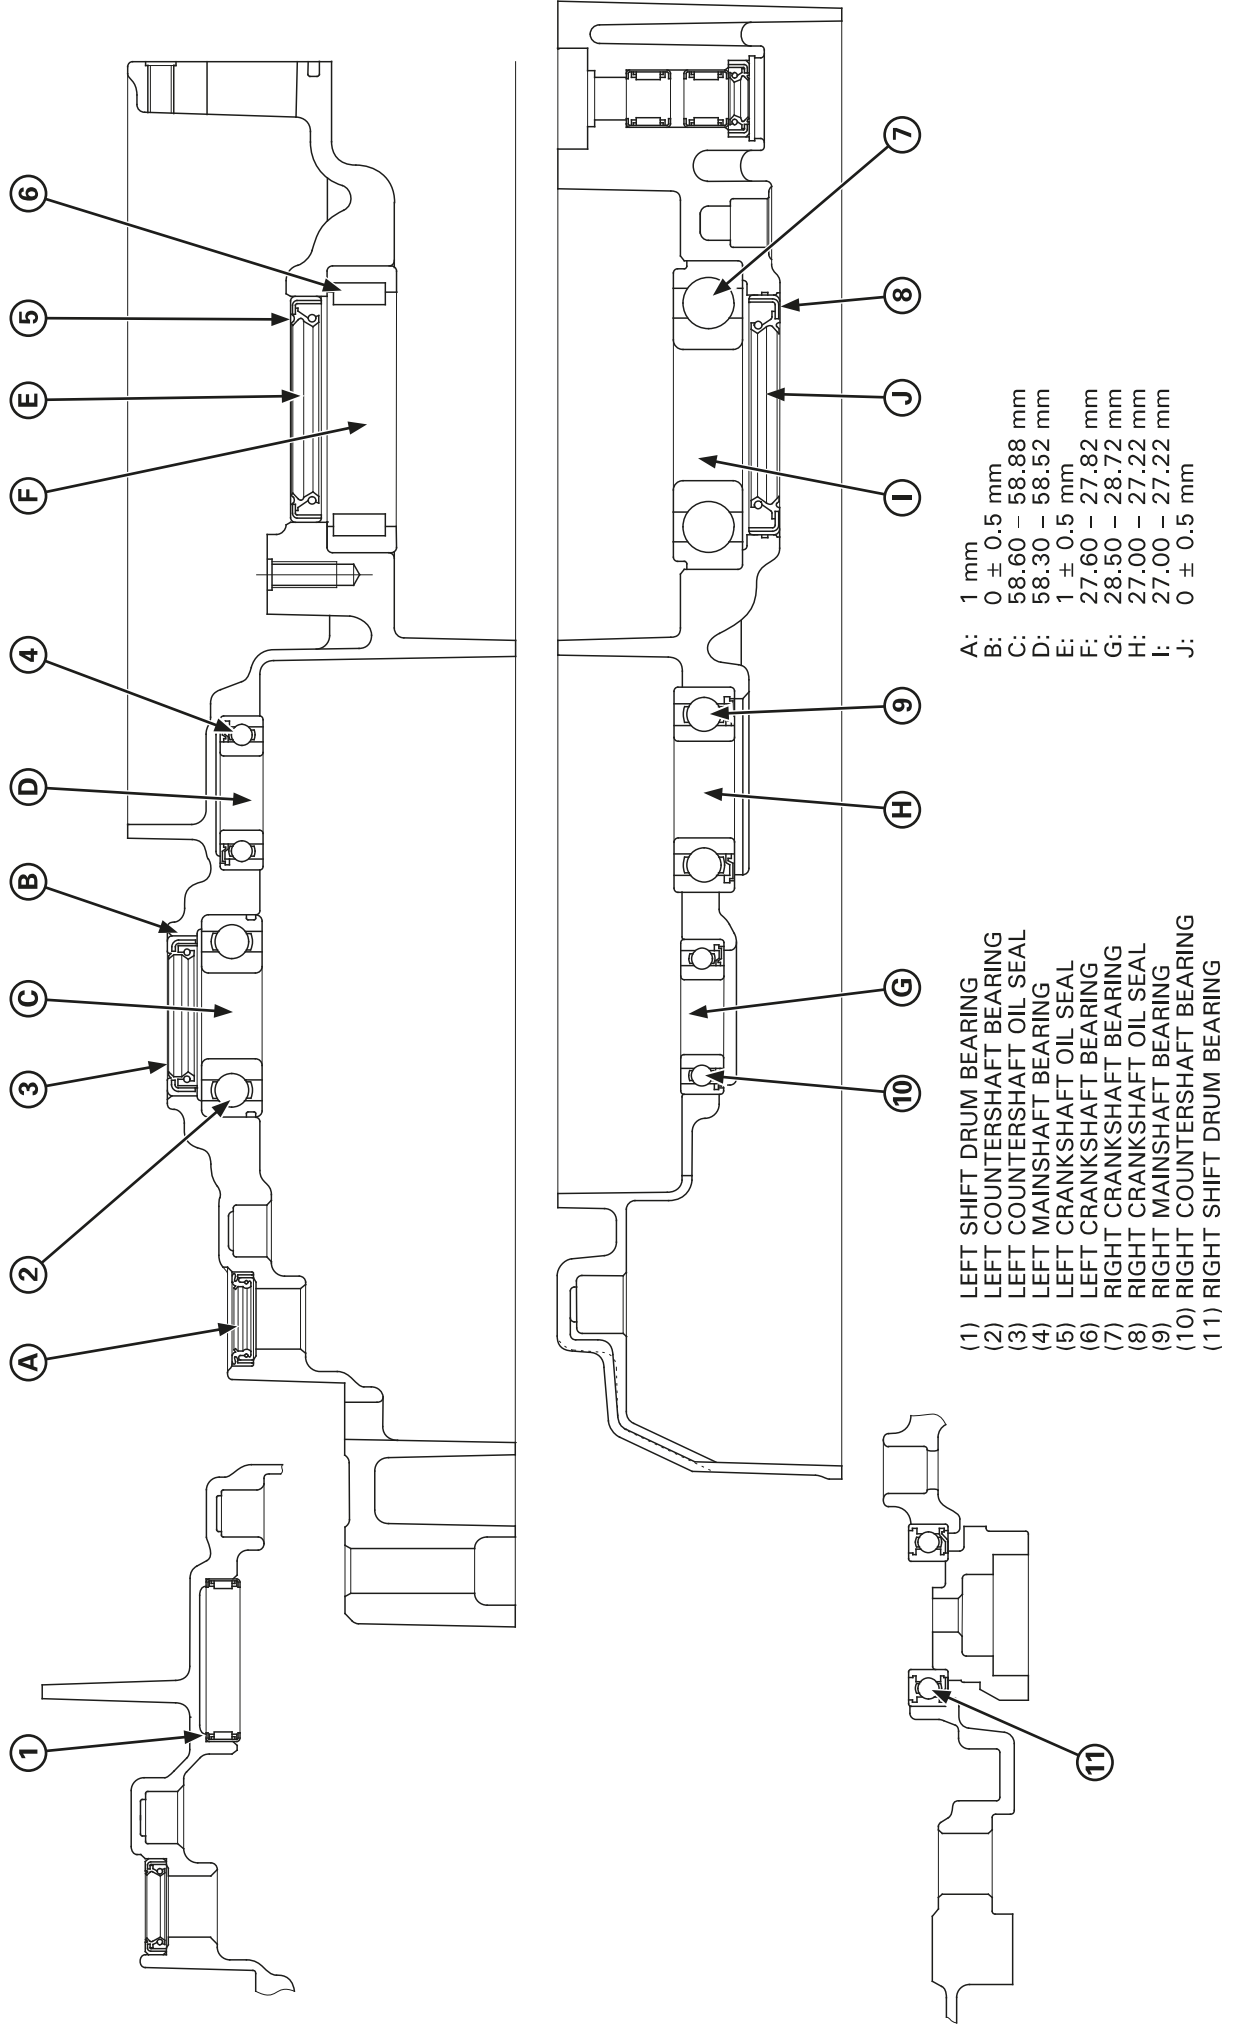 1
2
3
4
5
6
A
B
C
D
E
F
7
8
9
10
11
G
H
I
J
(1) LEFT SHIFT DRUM BEARING
(2) LEFT COUNTERSHAFT BEARING
(3) LEFT COUNTERSHAFT OIL SEAL
(4) LEFT MAINSHAFT BEARING
(5) LEFT CRANKSHAFT OIL SEAL
(6) LEFT CRANKSHAFT BEARING
(7) RIGHT CRANKSHAFT BEARING
(8) RIGHT CRANKSHAFT OIL SEAL
(9) RIGHT MAINSHAFT BEARING
(10) RIGHT COUNTERSHAFT BEARING
(11) RIGHT SHIFT DRUM BEARING
A: 1 mm
B: 0 ± 0.5 mm
C: 58.60 – 58.88 mm
D: 58.30 – 58.52 mm
E: 1 ± 0.5 mm
F: 27.60 – 27.82 mm
G: 28.50 – 28.72 mm
H: 27.00 – 27.22 mm
I: 27.00 – 27.22 mm
J: 0 ± 0.5 mm